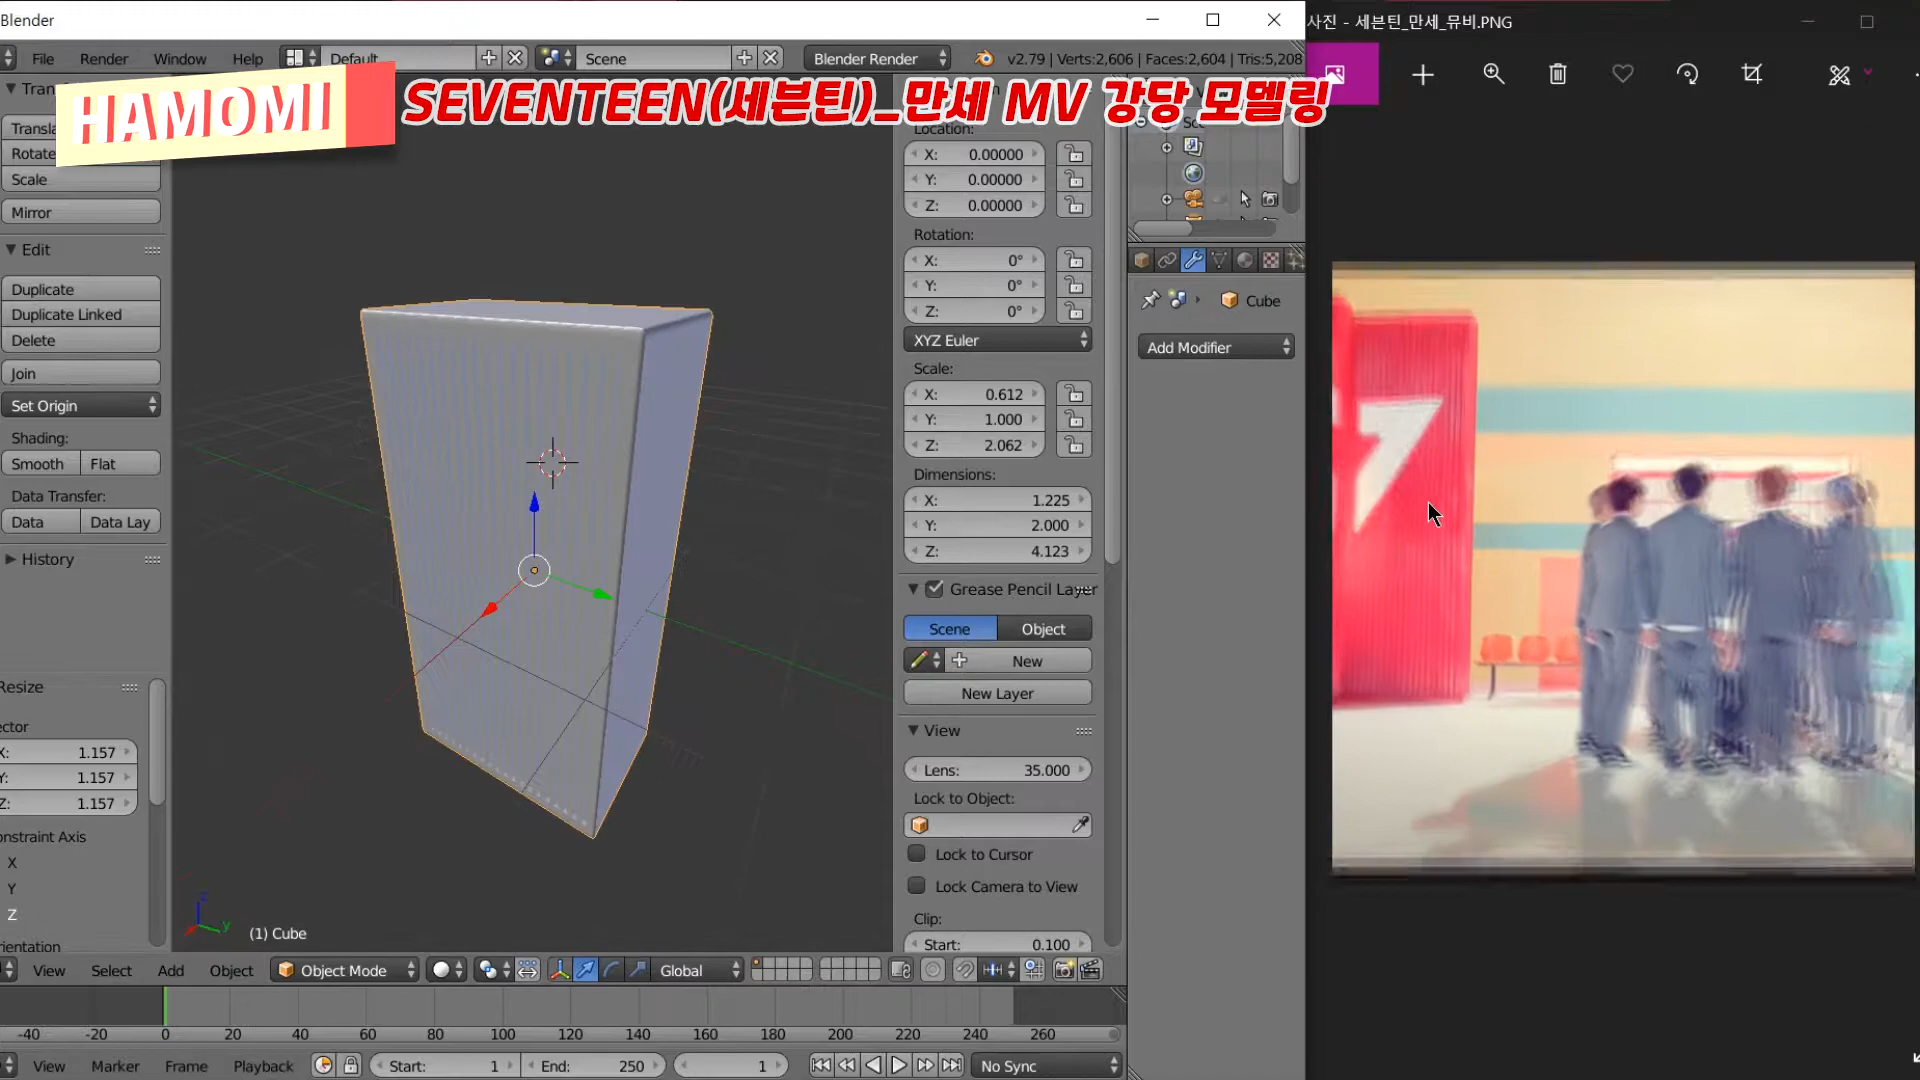 Blender
사진 - 세븐틴_만세_뮤비.PNG
File Render Window Help Default Scene Blender Render v2.79 | Verts:2,606 | Faces:2,604 | Tris:5,208
HAMOMI
SEVENTEEN(세븐틴)_만세 MV 강당 모델링
Scale
Mirror
Edit
Duplicate
Duplicate Linked
Delete
Join
Set Origin
Shading:
Smooth Flat
Data Transfer:
Data Data Lay
History
Resize
X: 1.157
Y: 1.157
Z: 1.157
onstraint Axis
X
Y
Z
rientation
(1) Cube
Location:
X: 0.00000
Y: 0.00000
Z: 0.00000
Rotation:
X: 0°
Y: 0°
Z: 0°
XYZ Euler
Scale:
X: 0.612
Y: 1.000
Z: 2.062
Dimensions:
X: 1.225
Y: 2.000
Z: 4.123
Grease Pencil Layer
Scene Object
New
New Layer
View
Lens: 35.000
Lock to Object:
Lock to Cursor
Lock Camera to View
Clip:
Start: 0.100
Cube
Add Modifier
View Select Add Object Object Mode Global
-40 -20 0 20 40 60 80 100 120 140 160 180 200 220 240 260
View Marker Frame Playback Start: 1 End: 250 1 No Sync